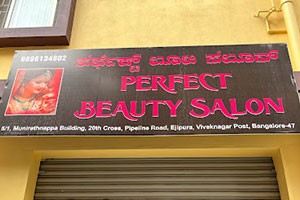 9886134802
ಪರ್ಫೆಕ್ಟ್ ಬ್ಯೂಟಿ ಸಲೂನ್
PERFECT
BEAUTY SALON
5/1, Munirathnappa Building, 20th Cross, Pipeline Road, Ejipura, Viveknagar Post, Bangalore-47